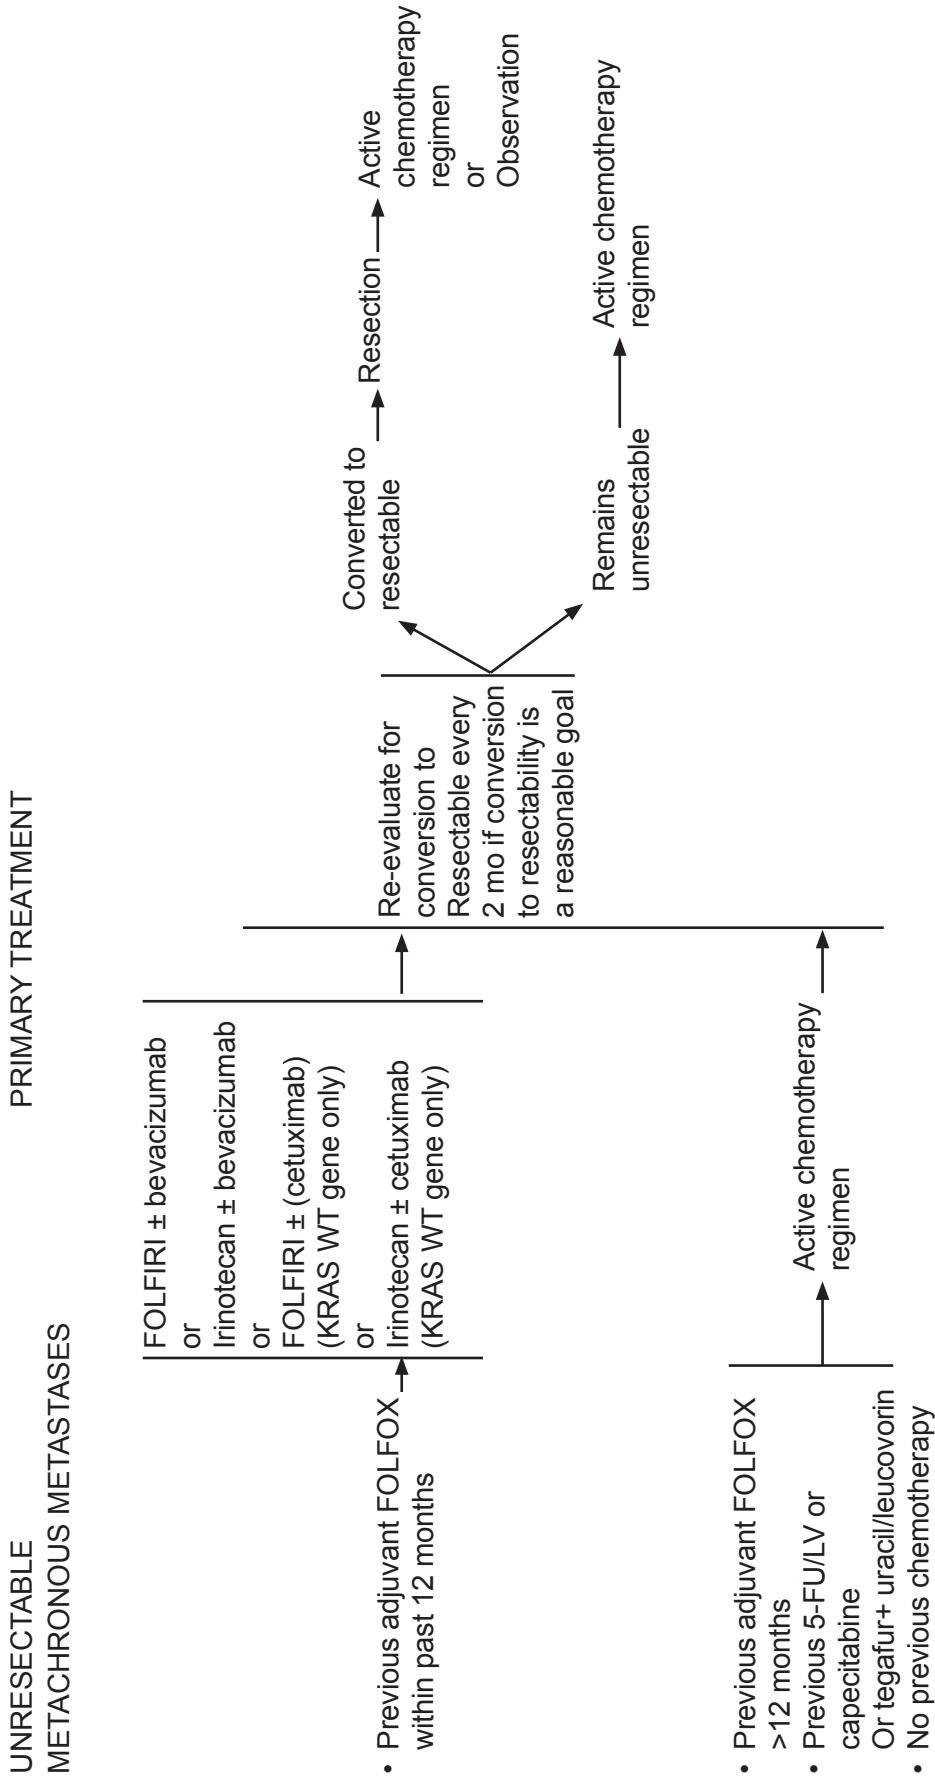 UNRESECTABLE
METACHRONOUS METASTASES
PRIMARY TREATMENT
• Previous adjuvant FOLFOX
within past 12 months
FOLFIRI ± bevacizumab
or
Irinotecan ± bevacizumab
or
FOLFIRI ± (cetuximab)
(KRAS WT gene only)
or
Irinotecan ± cetuximab
(KRAS WT gene only)
• Previous adjuvant FOLFOX
>12 months
• Previous 5-FU/LV or
capecitabine
Or tegafur+ uracil/leucovorin
• No previous chemotherapy
Active chemotherapy
regimen
Re-evaluate for
conversion to
Resectable every
2 mo if conversion
to resectability is
a reasonable goal
Converted to
resectable
Resection
Active
chemotherapy
regimen
or
Observation
Remains
unresectable
Active chemotherapy
regimen